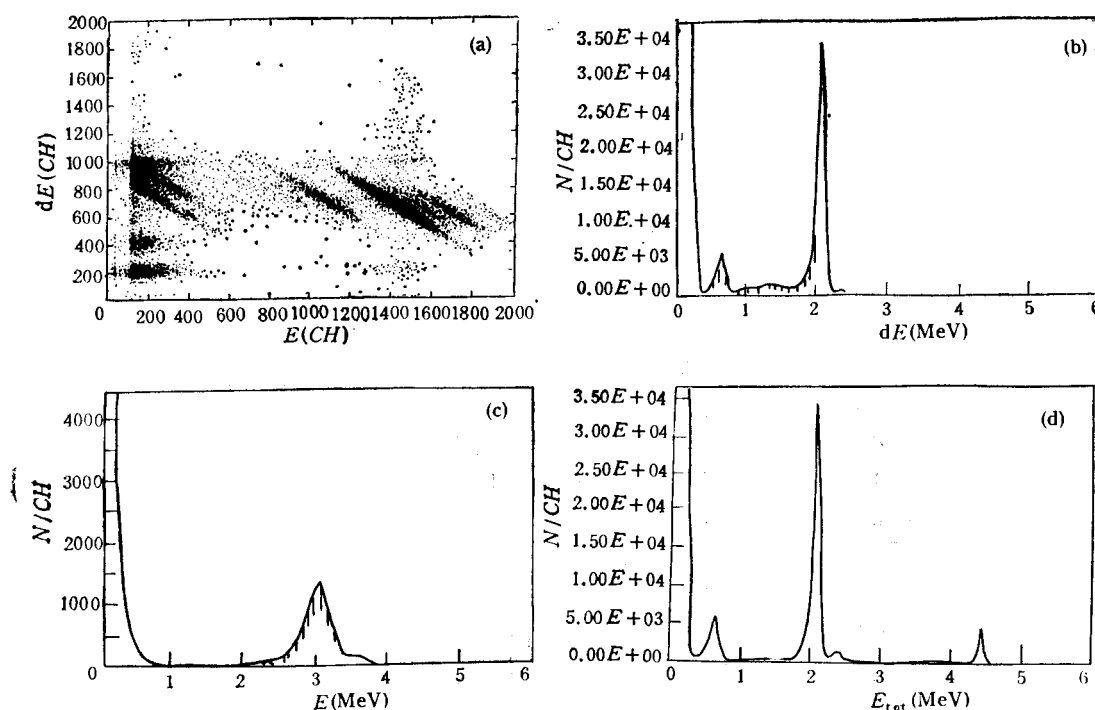 (a)
2000
1800
1600
1400
1200
1000
800
600
400
200
dE(CH)
200 400 600 800 1000 1200 1400 1600 1800 2000
E(CH)
(b)
3.50E+04
3.00E+04
2.50E+04
2.00E+04
1.50E+04
1.00E+04
5.00E+03
0.00E+00
N/CH
0 1 2 3 4 5 6
dE(MeV)
(c)
4000
3000
2000
1000
0
N/CH
1 2 3 4 5 6
E(MeV)
(d)
3.50E+04
3.00E+04
2.50E+04
2.00E+04
1.50E+04
1.00E+04
5.00E+03
0.00E+00
N/CH
0 1 2 3 4 5 6
E_tot(MeV)